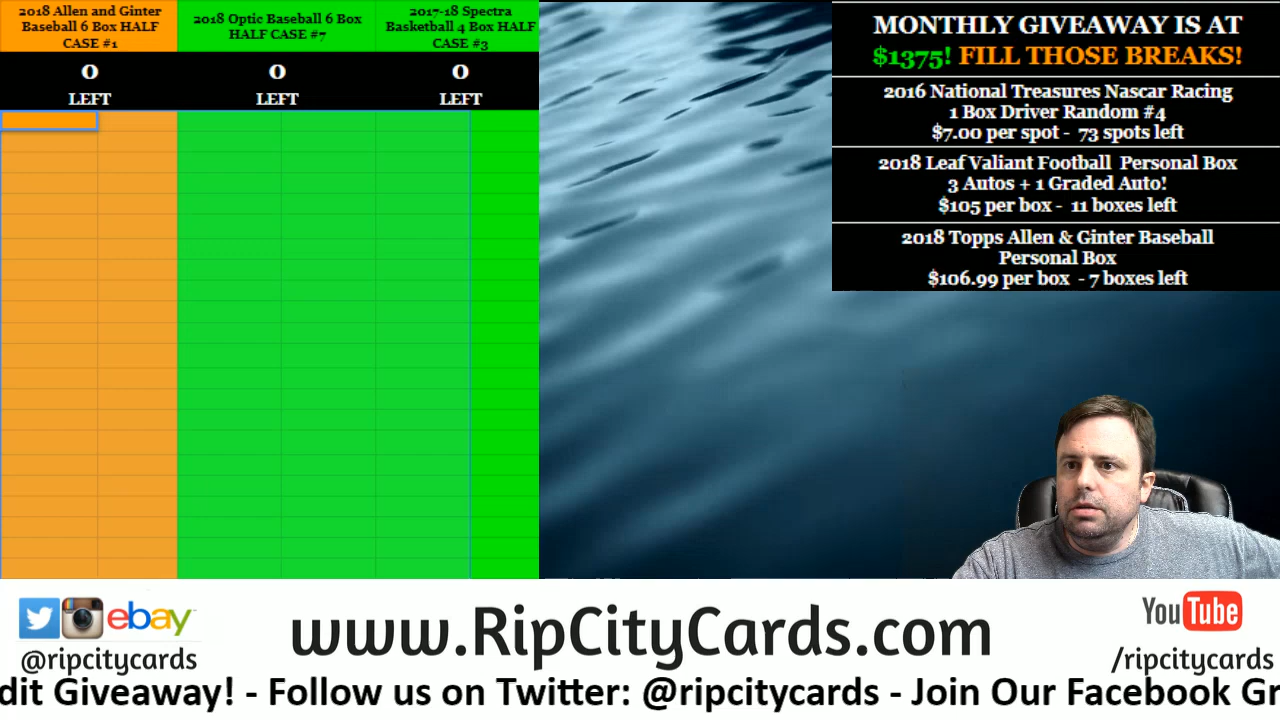 2018 Allen and Ginter
Baseball 6 Box HALF
CASE #1
2018 Optic Baseball 6 Box
HALF CASE #7
2017-18 Spectra
Basketball 4 Box HALF
CASE #3
0
LEFT
0
LEFT
0
LEFT
MONTHLY GIVEAWAY IS AT
$1375! FILL THOSE BREAKS!
2016 National Treasures Nascar Racing
1 Box Driver Random #4
$7.00 per spot - 73 spots left
2018 Leaf Valiant Football Personal Box
3 Autos + 1 Graded Auto!
$105 per box - 11 boxes left
2018 Topps Allen & Ginter Baseball
Personal Box
$106.99 per box - 7 boxes left
ebay
@ripcitycards
www.RipCityCards.com
YouTube
/ripcitycards
dit Giveaway! - Follow us on Twitter: @ripcitycards - Join Our Facebook Gr